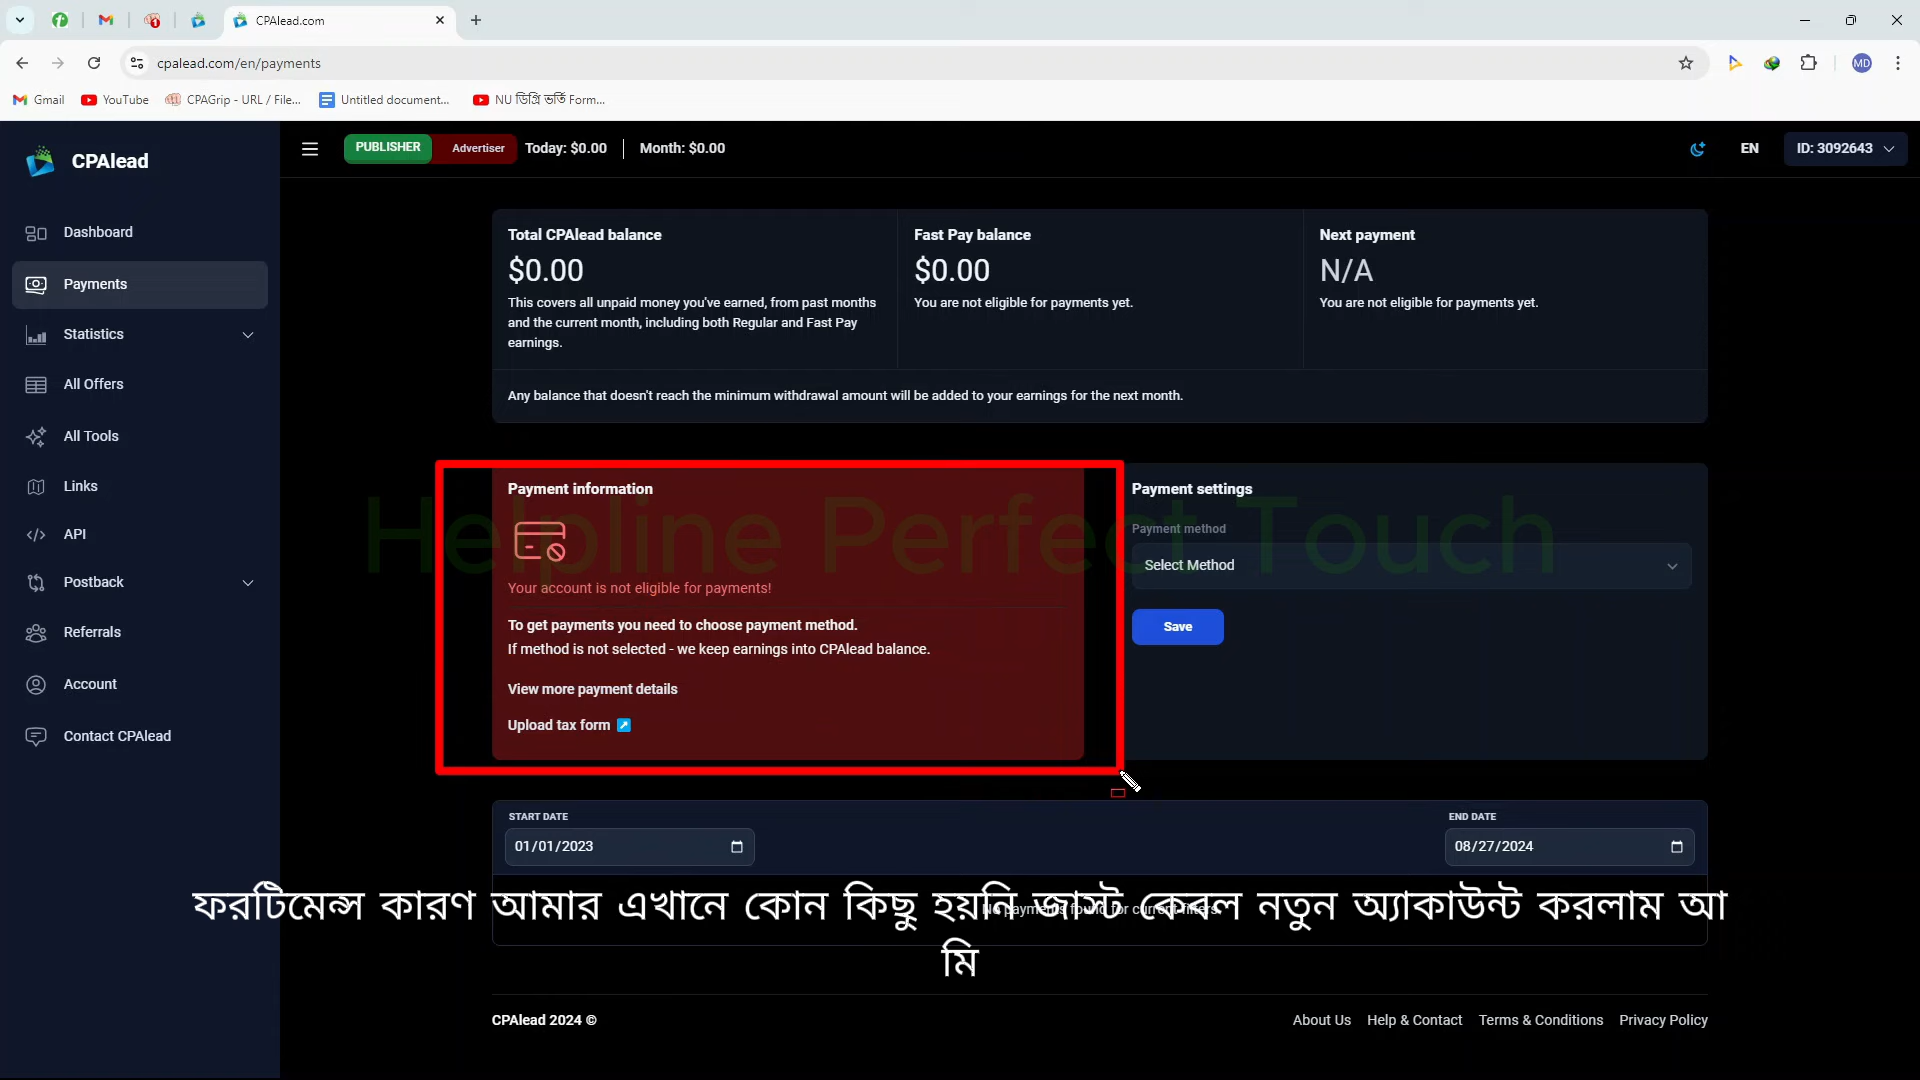 CPAlead.com
cpalead.com/en/payments
MD
Gmail
YouTube
CPAGrip - URL / File...
Untitled document...
NU ডিগ্রি ভর্তি Form...
CPAlead
PUBLISHER
Advertiser
Today: $0.00
Month: $0.00
EN
ID: 3092643
Dashboard
Payments
Statistics
All Offers
All Tools
Links
API
Postback
Referrals
Account
Contact CPAlead
Total CPAlead balance
$0.00
This covers all unpaid money you've earned, from past months
and the current month, including both Regular and Fast Pay
earnings.
Fast Pay balance
$0.00
You are not eligible for payments yet.
Next payment
N/A
You are not eligible for payments yet.
Any balance that doesn't reach the minimum withdrawal amount will be added to your earnings for the next month.
Helpline Perfect Touch
Payment information
Your account is not eligible for payments!
To get payments you need to choose payment method.
If method is not selected - we keep earnings into CPAlead balance.
View more payment details
Upload tax form
Payment settings
Payment method
Select Method
Save
START DATE
01/01/2023
END DATE
08/27/2024
No payments found for current filters
ফরটিমেন্স কারণ আমার এখানে কোন কিছু হয়নি জাস্ট কেবল নতুন অ্যাকাউন্ট করলাম আ
মি
CPAlead 2024 ©
About Us
Help & Contact
Terms & Conditions
Privacy Policy